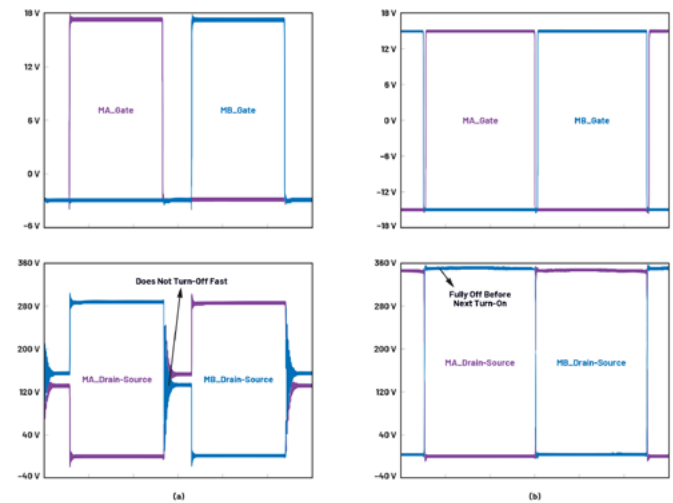 18 V
12 V
6 V
0 V
-6 V
MA_Gate
MB_Gate
18 V
12 V
6 V
0 V
-6 V
-12 V
-18 V
MA_Gate
MB_Gate
360 V
280 V
200 V
120 V
40 V
-40 V
Does Not Turn-Off Fast
MA_Drain-Source
MB_Drain-Source
(a)
360 V
280 V
200 V
120 V
40 V
-40 V
Fully Off Before
Next Turn-On
MA_Drain-Source
MB_Drain-Source
(b)